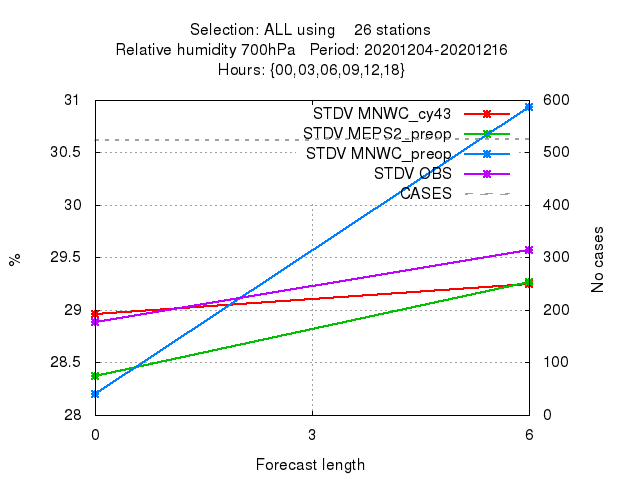 Selection: ALL using 26 stations
Relative humidity 700hPa Period: 20201204-20201216
Hours: {00,03,06,09,12,18}
31 600
STDV MNWC_cy43
STDV MEPS2_preop
30.5 STDV MNWC_preop 500
STDV OBS
CASES
30 400
29.5 300
% No cases
29 200
28.5 100
28 0
0 3 6
Forecast length